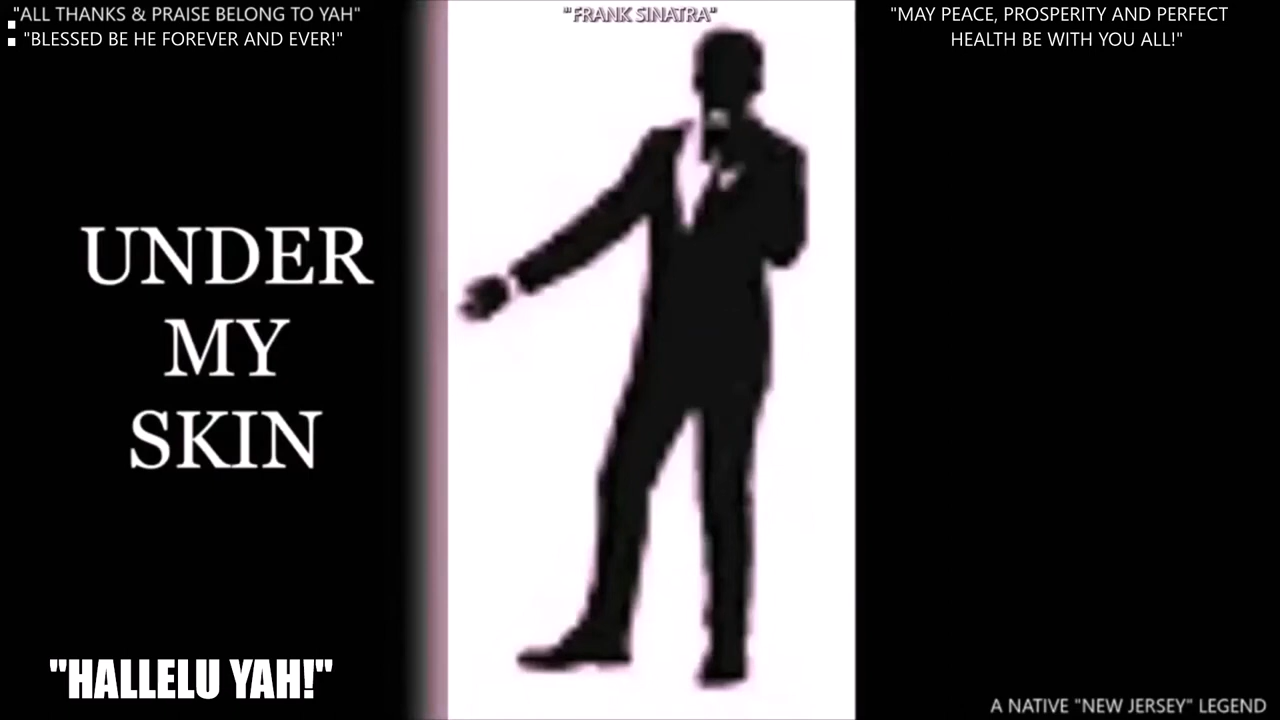 "ALL THANKS & PRAISE BELONG TO YAH"
"BLESSED BE HE FOREVER AND EVER!"
"FRANK SINATRA"
"MAY PEACE, PROSPERITY AND PERFECT
HEALTH BE WITH YOU ALL!"
UNDER
MY
SKIN
"HALLELU YAH!"
A NATIVE "NEW JERSEY" LEGEND